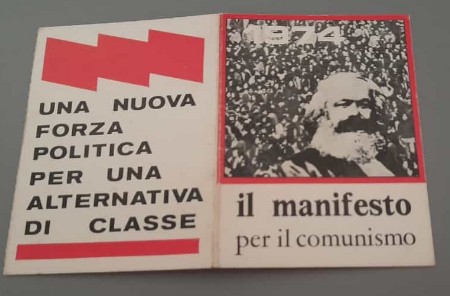 UNA NUOVA
FORZA
POLITICA
PER UNA
ALTERNATIVA
DI CLASSE
1974
il manifesto
per il comunismo